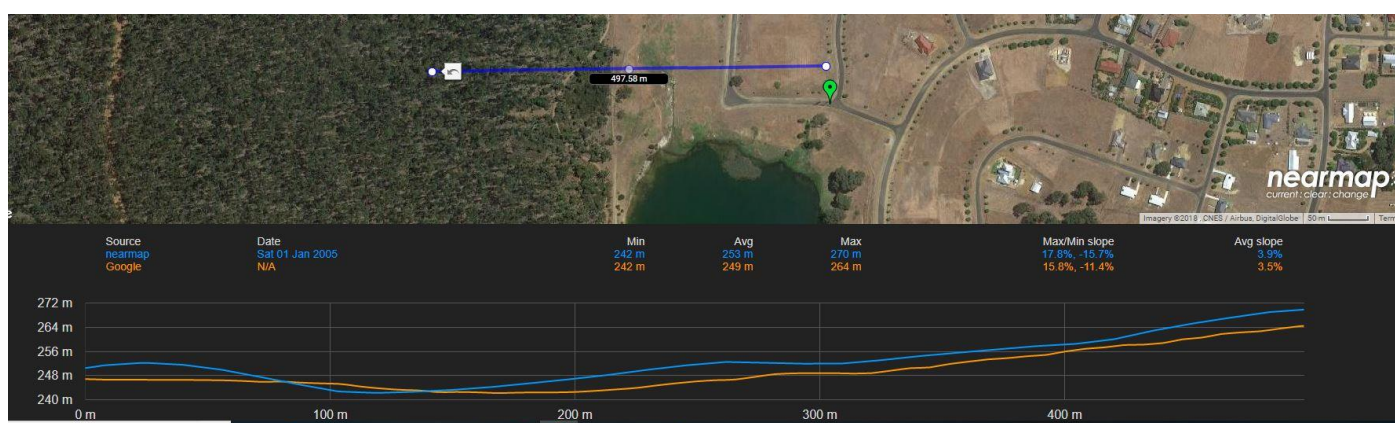 497.58 m
nearmap
current : clear : change
Imagery ©2018 , CNES / Airbus, DigitalGlobe 50 m Term
Source Date Min Avg Max Max/Min slope Avg slope
nearmap Sat 01 Jan 2005 242 m 253 m 270 m 17.8%, -15.7% 3.9%
Google N/A 242 m 249 m 264 m 15.8%, -11.4% 3.5%
272 m
264 m
256 m
248 m
240 m
0 m 100 m 200 m 300 m 400 m